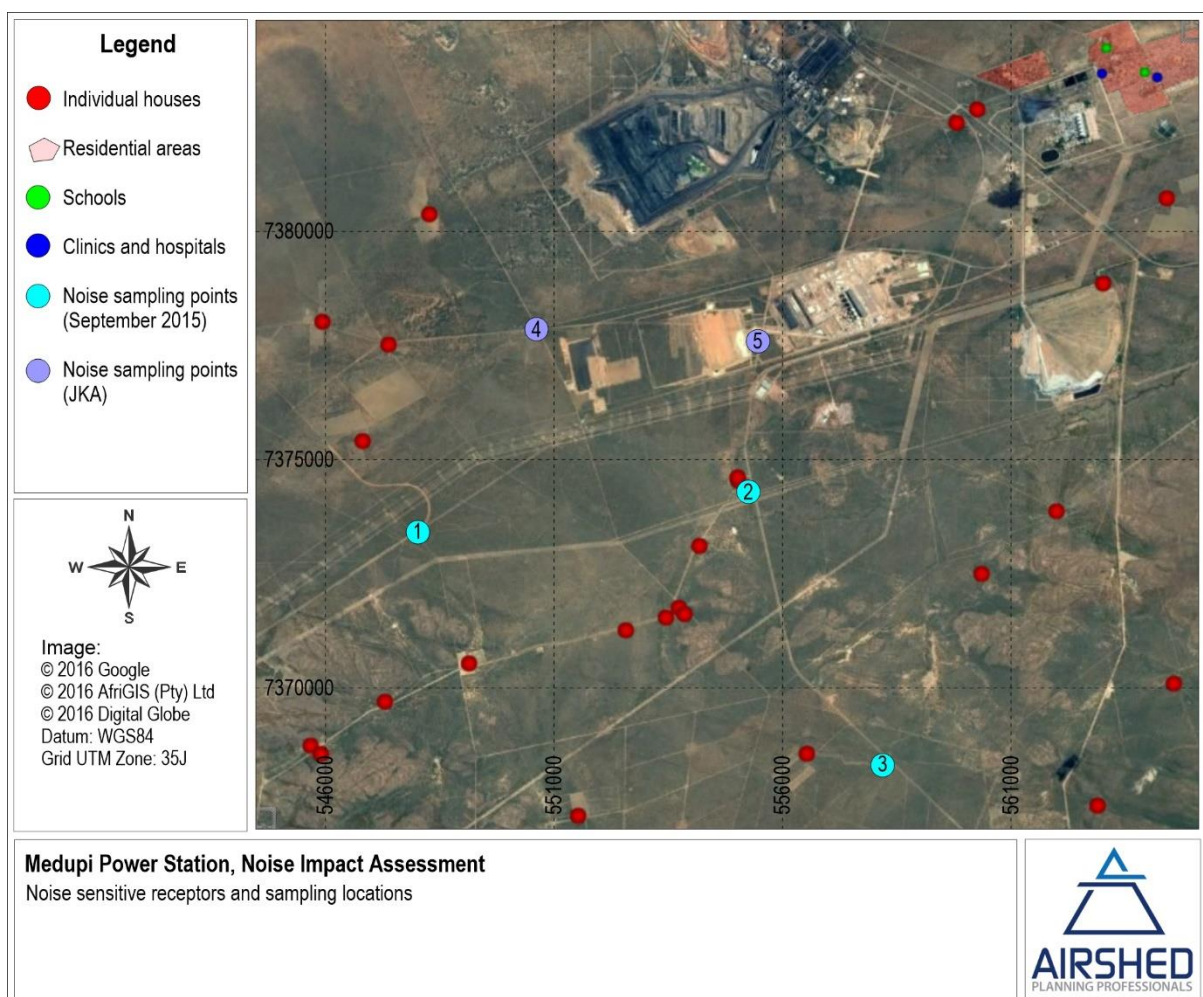 Legend
Individual houses
Residential areas
Schools
Clinics and hospitals
Noise sampling points
(September 2015)
Noise sampling points
(JKA)
N
W
E
S
Image:
© 2016 Google
© 2016 AfriGIS (Pty) Ltd
© 2016 Digital Globe
Datum: WGS84
Grid UTM Zone: 35J
7380000
4
5
7375000
2
1
7370000
3
546000
551000
556000
561000
Medupi Power Station, Noise Impact Assessment
Noise sensitive receptors and sampling locations
AIRSHED
PLANNING PROFESSIONALS